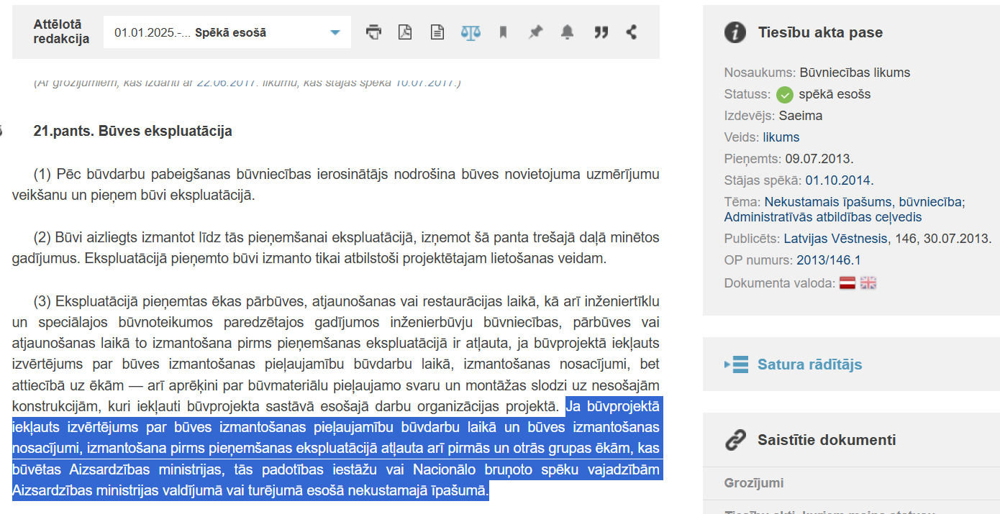 Attēlotā
redakcija
01.01.2025.-... Spēkā esošā
(Ar grozījumiem, kas izdarīti ar 22.06.2017. likumu, kas stājas spēkā 10.07.2017.)
21.pants. Būves ekspluatācija
(1) Pēc būvdarbu pabeigšanas būvniecības ierosinātājs nodrošina būves novietojuma uzmērījumu
veikšanu un pieņem būvi ekspluatācijā.
(2) Būvi aizliegts izmantot līdz tās pieņemšanai ekspluatācijā, izņemot šā panta trešajā daļā minētos
gadījumus. Ekspluatācijā pieņemto būvi izmanto tikai atbilstoši projektētajam lietošanas veidam.
(3) Ekspluatācijā pieņemtas ēkas pārbūves, atjaunošanas vai restaurācijas laikā, kā arī inženiertīklu
un speciālajos būvnoteikumos paredzētajos gadījumos inženierbūvju būvniecības, pārbūves vai
atjaunošanas laikā to izmantošana pirms pieņemšanas ekspluatācijā ir atļauta, ja būvprojektā iekļauts
izvērtējums par būves izmantošanas pieļaujamību būvdarbu laikā, izmantošanas nosacījumi, bet
attiecībā uz ēkām — arī aprēķini par būvmateriālu pieļaujamo svaru un montāžas slodzi uz nesošajām
konstrukcijām, kuri iekļauti būvprojekta sastāvā esošajā darbu organizācijas projektā. Ja būvprojektā
iekļauts izvērtējums par būves izmantošanas pieļaujamību būvdarbu laikā un būves izmantošanas
nosacījumi, izmantošana pirms pieņemšanas ekspluatācijā atļauta arī pirmās un otrās grupas ēkām, kas
būvētas Aizsardzības ministrijas, tās padotības iestāžu vai Nacionālo bruņoto spēku vajadzībām
Aizsardzības ministrijas valdījumā vai turējumā esošā nekustamajā īpašumā.
Tiesību akta pase
Nosaukums: Būvniecības likums
Statuss: spēkā esošs
Izdevējs: Saeima
Veids: likums
Pieņemts: 09.07.2013.
Stājas spēkā: 01.10.2014.
Tēma: Nekustamais īpašums, būvniecība;
Administratīvās atbildības ceļvedis
Publicēts: Latvijas Vēstnesis, 146, 30.07.2013.
OP numurs: 2013/146.1
Dokumenta valoda:
Satura rādītājs
Saistītie dokumenti
Grozījumi